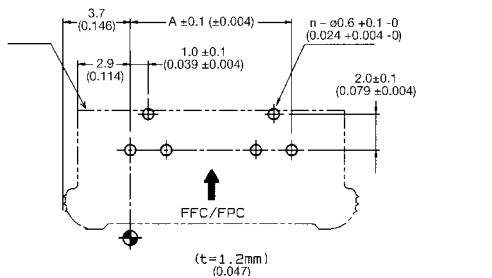 3.7
(0.146)
A ±0.1 (±0.004)
n – ø0.6 +0.1 -0
(0.024 +0.004 -0)
1.0 ±0.1
(0.039 ±0.004)
2.9
(0.114)
2.0±0.1
(0.079 ±0.004)
FFC/FPC
(t=1.2mm)
(0.047)